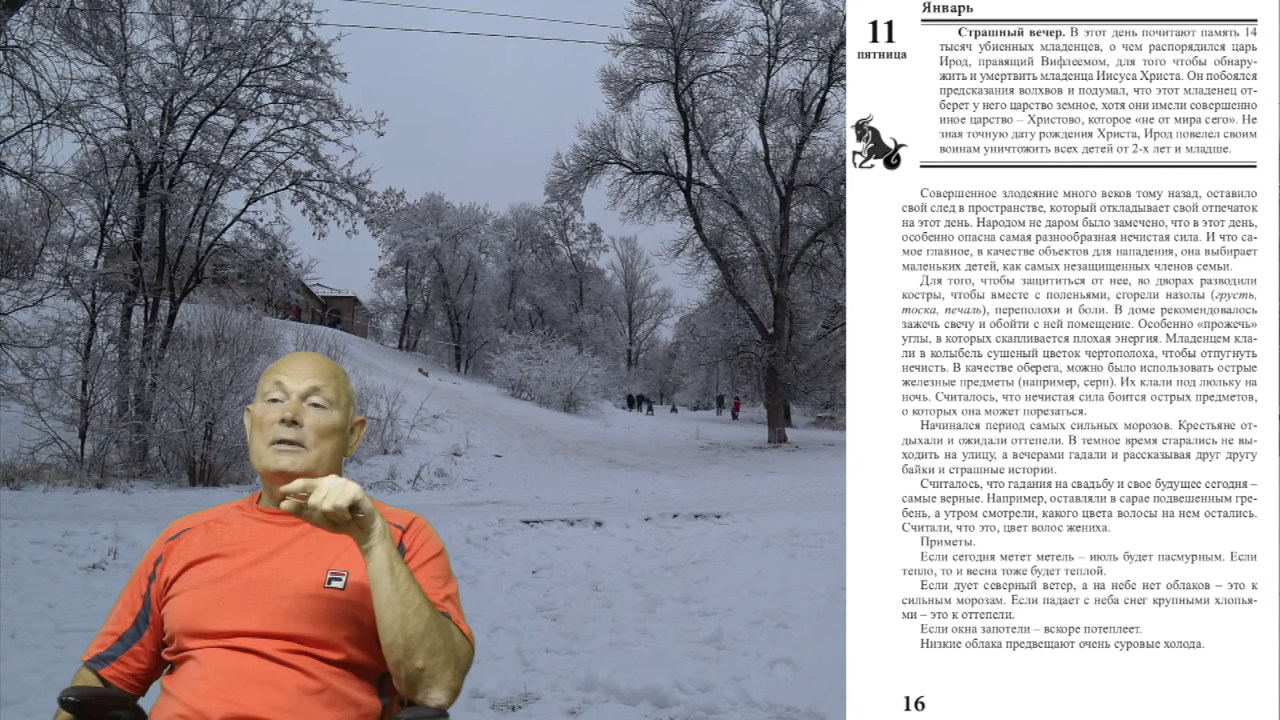 Январь
11
пятница
Страшный вечер. В этот день почитают память 14
тысяч убиенных младенцев, о чем распорядился царь
Ирод, правящий Вифлеемом, для того чтобы обнару-
жить и умертвить младенца Иисуса Христа. Он побоялся
предсказания волхвов и подумал, что этот младенец от-
берет у него царство земное, хотя они имели совершенно
иное царство – Христово, которое «не от мира сего». Не
зная точную дату рождения Христа, Ирод повелел своим
воинам уничтожить всех детей от 2-х лет и младше.
Совершенное злодеяние много веков тому назад, оставило
свой след в пространстве, который откладывает свой отпечаток
на этот день. Народом не даром было замечено, что в этот день,
особенно опасна самая разнообразная нечистая сила. И что са-
мое главное, в качестве объектов для нападения, она выбирает
маленьких детей, как самых незащищенных членов семьи.
Для того, чтобы защититься от нее, во дворах разводили
костры, чтобы вместе с поленьями, сгорели назолы (грусть,
тоска, печаль), переполохи и боли. В доме рекомендовалось
зажечь свечу и обойти с ней помещение. Особенно «прожечь»
углы, в которых скапливается плохая энергия. Младенцем кла-
ли в колыбель сушеный цветок чертополоха, чтобы отпугнуть
нечисть. В качестве оберега, можно было использовать острые
железные предметы (например, серп). Их клали под люльку на
ночь. Считалось, что нечистая сила боится острых предметов,
о которых она может порезаться.
Начинался период самых сильных морозов. Крестьяне от-
дыхали и ожидали оттепели. В темное время старались не вы-
ходить на улицу, а вечерами гадали и рассказывая друг другу
байки и страшные истории.
Считалось, что гадания на свадьбу и свое будущее сегодня –
самые верные. Например, оставляли в сарае подвешенным гре-
бень, а утром смотрели, какого цвета волосы на нем остались.
Считали, что это, цвет волос жениха.
Приметы.
Если сегодня метет метель – июль будет пасмурным. Если
тепло, то и весна тоже будет теплой.
Если дует северный ветер, а на небе нет облаков – это к
сильным морозам. Если падает с неба снег крупными хлопья-
ми – это к оттепели.
Если окна запотели – вскоре потеплеет.
Низкие облака предвещают очень суровые холода.
16